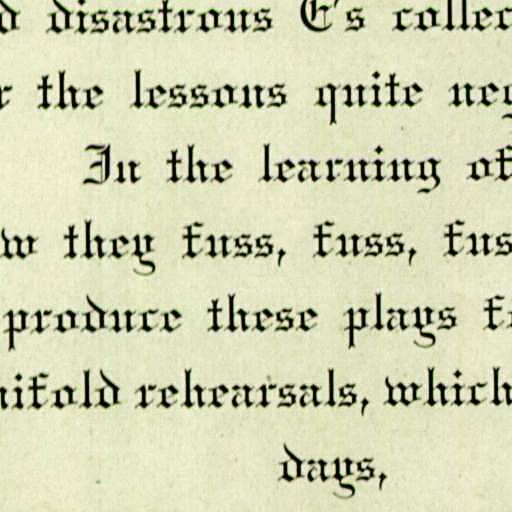 disastrous E's collec
the lessons quite neg
In the learning of
they fuss, fuss, fus
produce these plays f
nifold rehearsals, which
days,